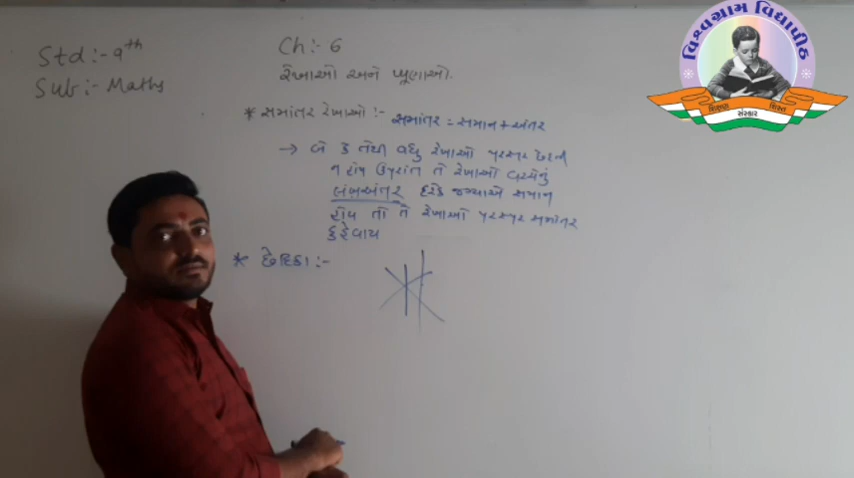 Std :- 9th
Sub :- Maths
Ch :- 6
રેખાઓ અને ખૂણાઓ.
* સમાંતર રેખાઓ :- સમાંતર = સમાન + અંતર
→ બે કે તેથી વધુ રેખાઓ પરસ્પર છેદતી
ન હોય ઉપરાંત તે રેખાઓ વચ્ચેનું
લંબઅંતર દરેક જગ્યાએ સમાન
હોય તો તે રેખાઓ પરસ્પર સમાંતર
કહેવાય
* છેદિકા :-
વિશ્વગ્રામ વિદ્યાપીઠ
શિક્ષણ
સંસ્કાર
શિસ્ત